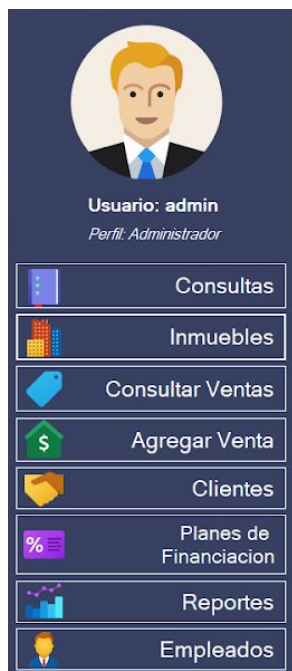 Usuario: admin
Perfil: Administrador
Consultas
Inmuebles
Consultar Ventas
$
Agregar Venta
Clientes
%
Planes de
Financiacion
Reportes
Empleados